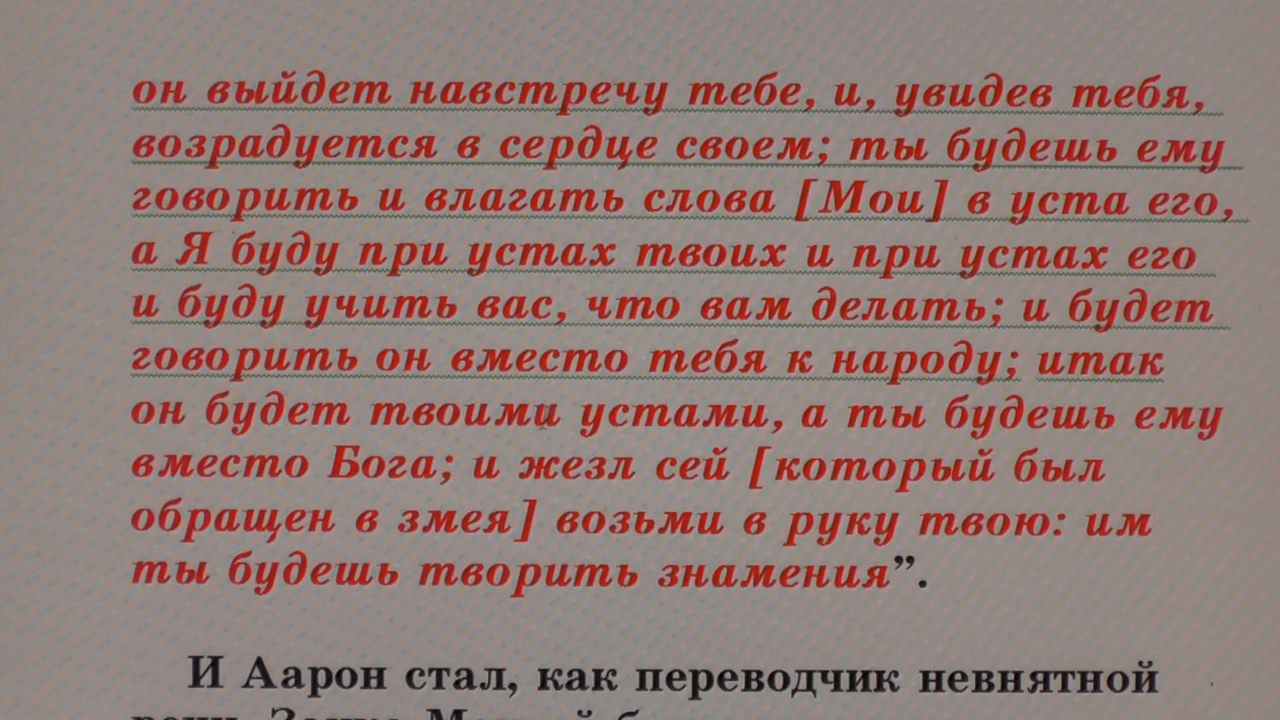 он выйдет навстречу тебе, и, увидев тебя,
возрадуется в сердце своем; ты будешь ему
говорить и влагать слова [Мои] в уста его,
а Я буду при устах твоих и при устах его
и буду учить вас, что вам делать; и будет
говорить он вместо тебя к народу; итак
он будет твоими устами, а ты будешь ему
вместо Бога; и жезл сей [который был
обращен в змея] возьми в руку твою: им
ты будешь творить знамения”.
И Аарон стал, как переводчик невнятной